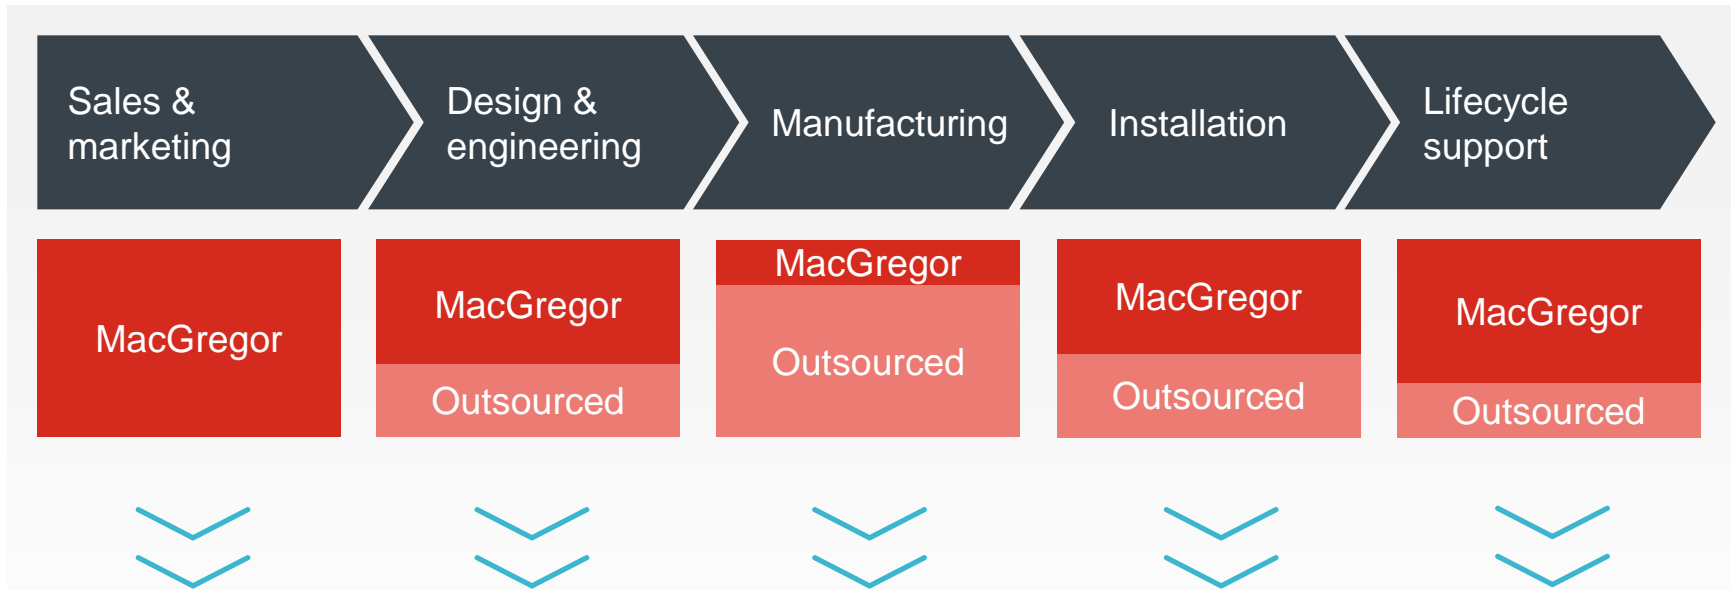 Sales &
marketing
Design &
engineering
Manufacturing
Installation
Lifecycle
support
MacGregor
MacGregor
Outsourced
MacGregor
Outsourced
MacGregor
Outsourced
MacGregor
Outsourced